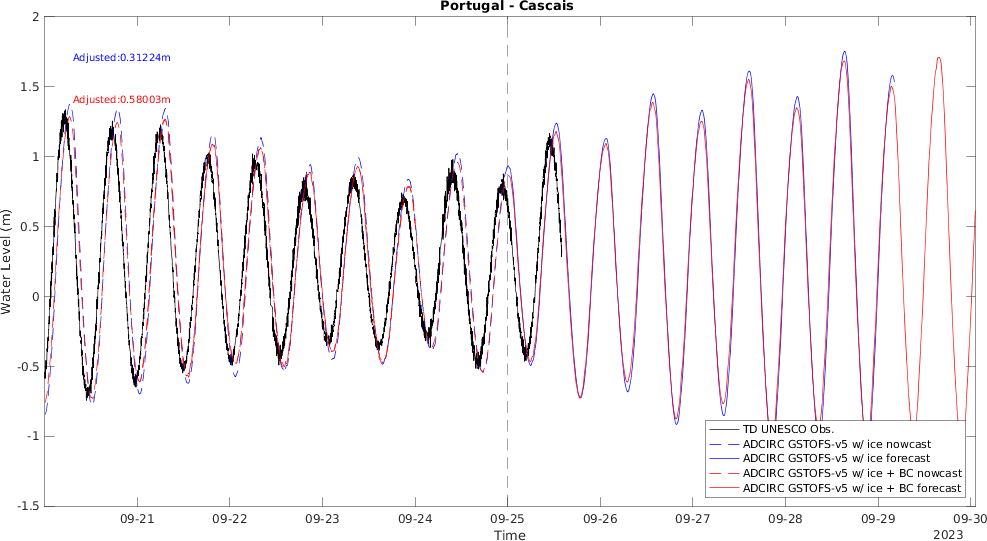 Portugal - Cascais
2
1.5
1
0.5
0
-0.5
-1
-1.5
Water Level (m)
Adjusted:0.31224m
Adjusted:0.58003m
TD UNESCO Obs.
ADCIRC GSTOFS-v5 w/ ice nowcast
ADCIRC GSTOFS-v5 w/ ice forecast
ADCIRC GSTOFS-v5 w/ ice + BC nowcast
ADCIRC GSTOFS-v5 w/ ice + BC forecast
09-21 09-22 09-23 09-24 09-25 09-26 09-27 09-28 09-29 09-30
Time
2023